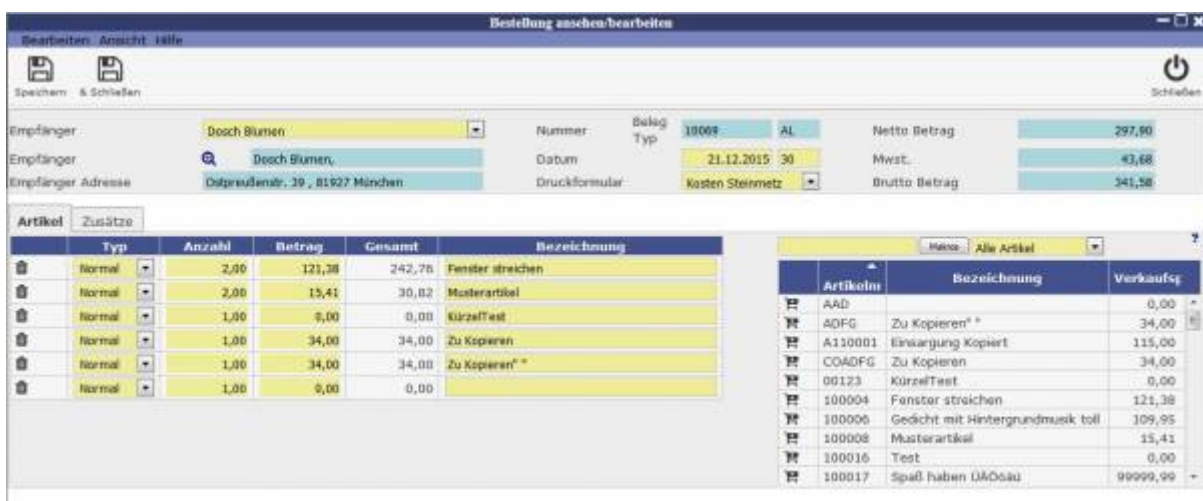 Bestellung ansehen/bearbeiten
Bearbeiten Ansicht Hilfe
Speichern & Schließen Schließen
Empfänger Dosch Blumen Nummer Beleg Typ 10069 AL Netto Betrag 297,90
Empfänger Dosch Blumen, Datum 21.12.2015 30 Mwst. 43,68
Empfänger Adresse Ostpreußenstr. 39 , 81927 München Druckformular Kosten Steinmetz Brutto Betrag 341,58
Artikel Zusätze
Typ Anzahl Betrag Gesamt Bezeichnung
Normal 2,00 121,38 242,76 Fenster streichen
Normal 2,00 15,41 30,82 Musterartikel
Normal 1,00 0,00 0,00 KürzelTest
Normal 1,00 34,00 34,00 Zu Kopieren
Normal 1,00 34,00 34,00 Zu Kopieren" "
Normal 1,00 0,00 0,00
Alle Artikel ?
Bezeichnung
AAD 0,00
ADFG Zu Kopieren" " 34,00
A110001 Einsargung Kopiert 115,00
COADFG Zu Kopieren 34,00
00123 KürzelTest 0,00
100004 Fenster streichen 121,38
100006 Gedicht mit Hintergrundmusik toll 109,95
100008 Musterartikel 15,41
100016 Test 0,00
100017 Spaß haben 99999,99